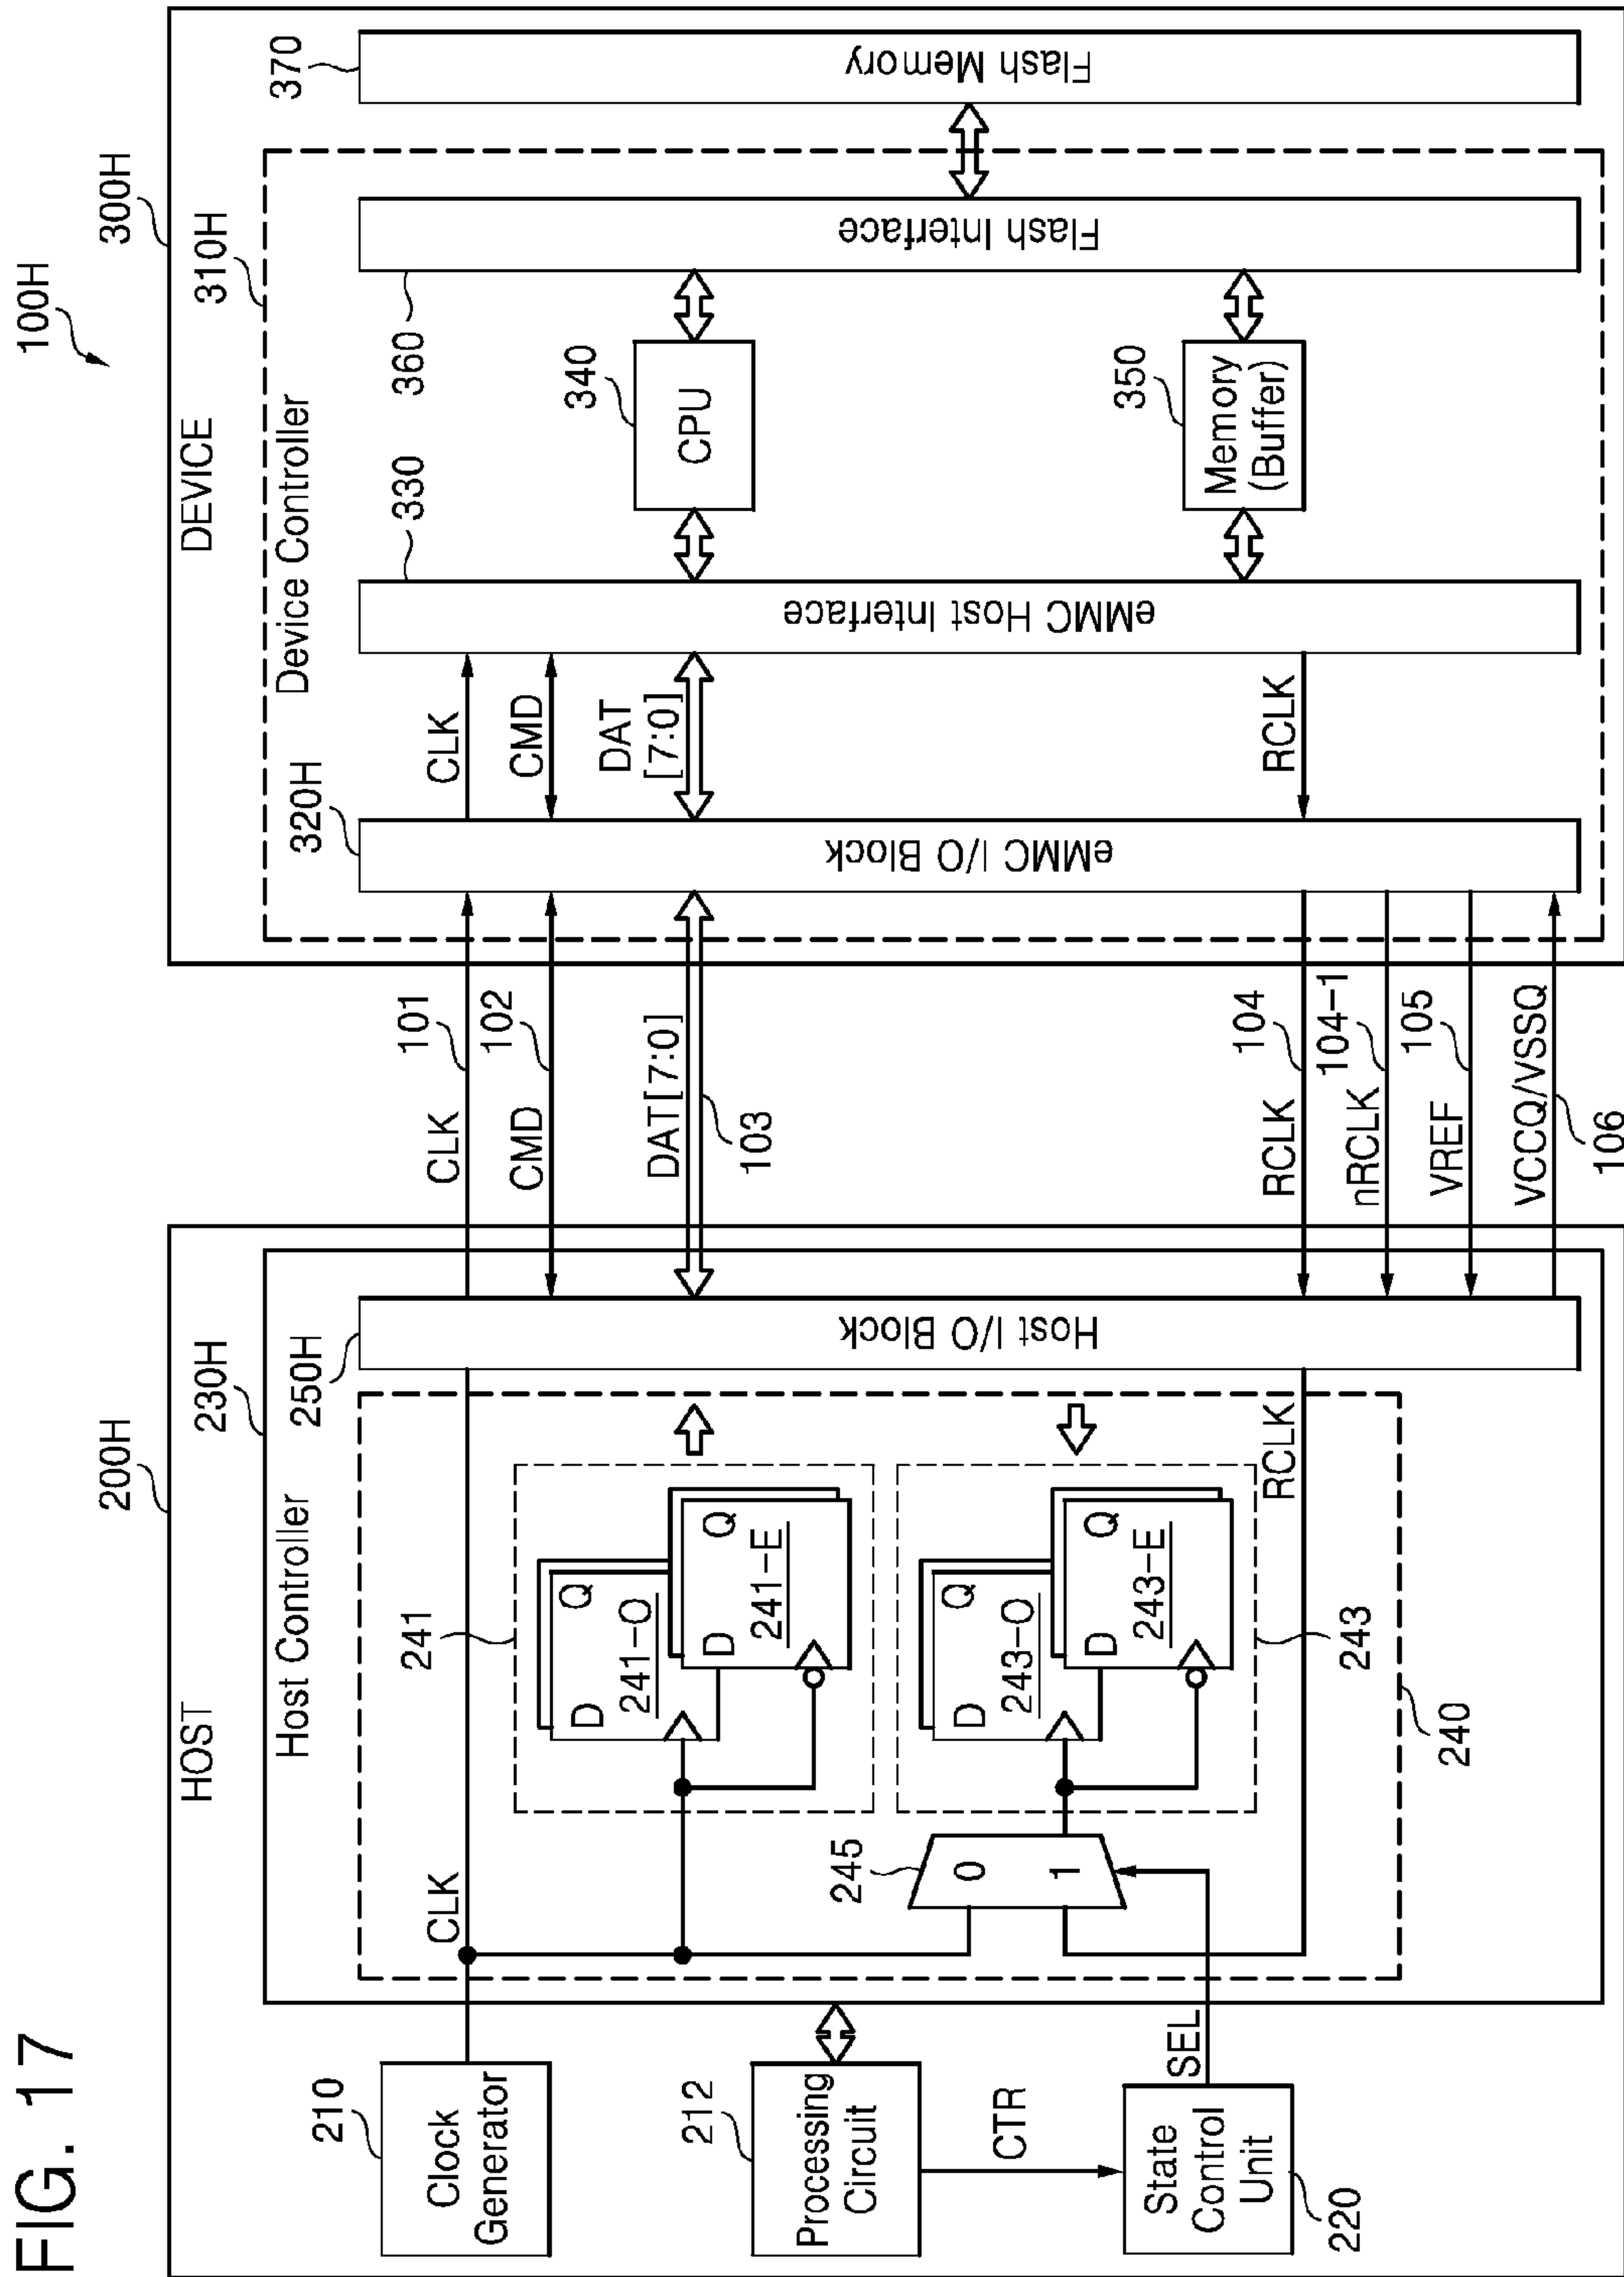 FIG. 17
100H
200H
HOST
230H
Host Controller
250H
300H
DEVICE
310H
Device Controller
320H
330
360
370
210
Clock
Generator
CLK
241
D
Q
241-O
D
Q
241-E
Host I/O Block
CLK
101
CMD
102
DAT[7:0]
103
eMMC I/O Block
CLK
CMD
DAT
[7:0]
eMMC Host Interface
340
CPU
Flash Interface
Flash Memory
212
Processing
Circuit
CTR
245
0
1
D
Q
243-O
D
Q
243-E
243
RCLK
240
RCLK
104
nRCLK
104-1
VREF
105
VCCQ/VSSQ
106
RCLK
350
Memory
(Buffer)
State
Control
Unit
220
SEL